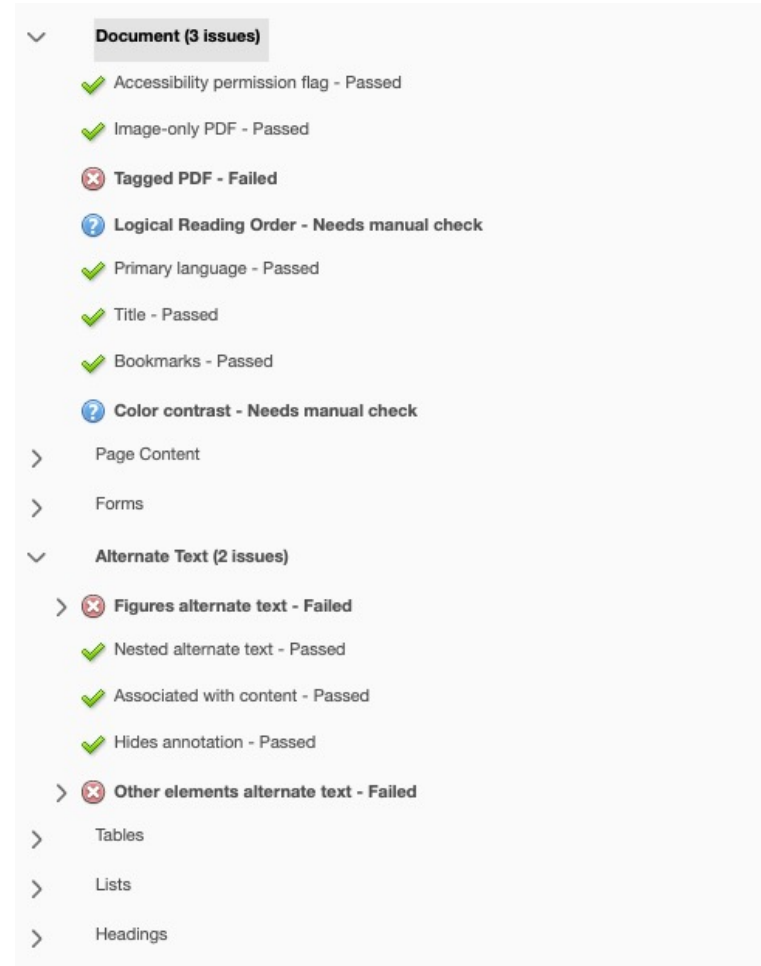 Document (3 issues)
Accessibility permission flag - Passed
Image-only PDF - Passed
Tagged PDF - Failed
Logical Reading Order - Needs manual check
Primary language - Passed
Title - Passed
Bookmarks - Passed
Color contrast - Needs manual check
Page Content
Forms
Alternate Text (2 issues)
Figures alternate text - Failed
Nested alternate text - Passed
Associated with content - Passed
Hides annotation - Passed
Other elements alternate text - Failed
Tables
Lists
Headings